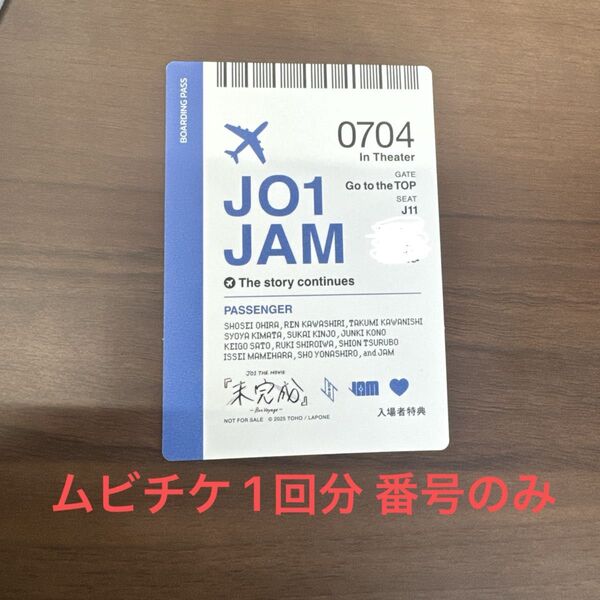 BOARDING PASS
0704
In Theater
GATE
Go to the TOP
SEAT
J11
JO1
JAM
The story continues
PASSENGER
SHOSEI OHIRA, REN KAWASHIRI, TAKUMI KAWANISHI
SYOYA KIMATA, SUKAI KINJO, JUNKI KONO
KEIGO SATO, RUKI SHIROIWA, SHION TSURUBO
ISSEI MAMEHARA, SHO YONASHIRO, and JAM
JO1 THE MOVIE
『未完成』
-Bon Voyage-
JAM
NOT FOR SALE © 2025 TOHO / LAPONE
入場者特典
ムビチケ1回分 番号のみ